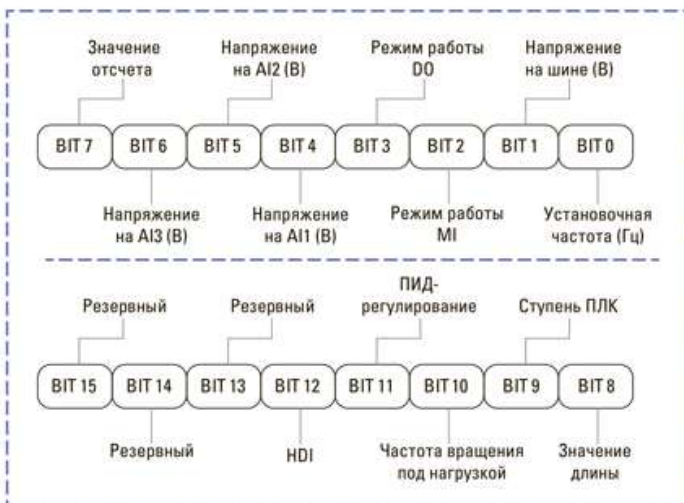 Значение
отсчета
Напряжение
на AI2 (В)
Режим работы
DO
Напряжение
на шине (В)
BIT 7
BIT 6
BIT 5
BIT 4
BIT 3
BIT 2
BIT 1
BIT 0
Напряжение
на AI3 (В)
Напряжение
на AI1 (В)
Режим работы
MI
Установочная
частота (Гц)
Резервный
Резервный
ПИД-
регулирование
Ступень ПЛК
BIT 15
BIT 14
BIT 13
BIT 12
BIT 11
BIT 10
BIT 9
BIT 8
Резервный
HDI
Частота вращения
под нагрузкой
Значение
длины